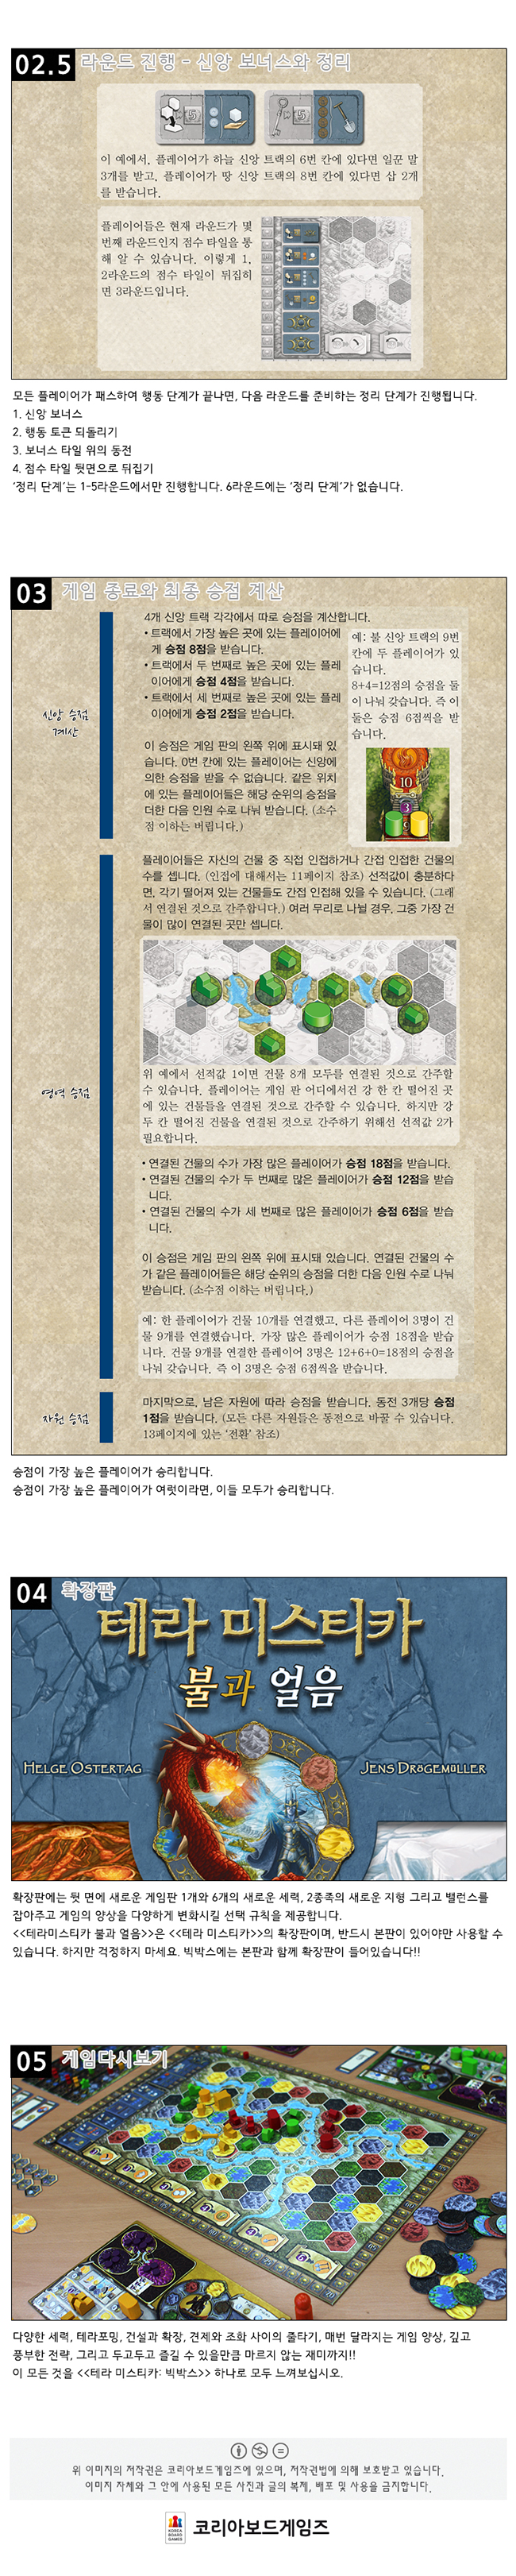 02.5 라운드 진행 - 신앙 보너스와 정리
이 예에서, 플레이어가 하늘 신앙 트랙의 6번 칸에 있다면 일꾼 말
3개를 받고, 플레이어가 땅 신앙 트랙의 8번 칸에 있다면 삽 2개
를 받습니다.
플레이어들은 현재 라운드가 몇
번째 라운드인지 점수 타일을 통
해 알 수 있습니다. 이렇게 1,
2라운드의 점수 타일이 뒤집히
면 3라운드입니다.
모든 플레이어가 패스하여 행동 단계가 끝나면, 다음 라운드를 준비하는 정리 단계가 진행됩니다.
1. 신앙 보너스
2. 행동 토큰 되돌리기
3. 보너스 타일 위의 동전
4. 점수 타일 뒷면으로 뒤집기
'정리 단계'는 1-5라운드에서만 진행합니다. 6라운드에는 '정리 단계'가 없습니다.
03 게임 종료와 최종 승점 계산
신앙 승점
계산
4개 신앙 트랙 각각에서 따로 승점을 계산합니다.
• 트랙에서 가장 높은 곳에 있는 플레이어에
게 승점 8점을 받습니다.
• 트랙에서 두 번째로 높은 곳에 있는 플레
이어에게 승점 4점을 받습니다.
• 트랙에서 세 번째로 높은 곳에 있는 플레
이어에게 승점 2점을 받습니다.
이 승점은 게임 판의 왼쪽 위에 표시돼 있
습니다. 0번 칸에 있는 플레이어는 신앙에
의한 승점을 받을 수 없습니다. 같은 위치
에 있는 플레이어들은 해당 순위의 승점을
더한 다음 인원 수로 나눠 받습니다. (소수
점 이하는 버립니다.)
예: 불 신앙 트랙의 9번
칸에 두 플레이어가 있
습니다.
8+4=12점의 승점을 둘
이 나눠 갖습니다. 즉 이
둘은 승점 6점씩을 받
습니다.
10
3
영역 승점
플레이어들은 자신의 건물 중 직접 인접하거나 간접 인접한 건물의
수를 셉니다. (인접에 대해서는 11페이지 참조) 선적값이 충분하다
면, 각기 떨어져 있는 건물들도 간접 인접해 있을 수 있습니다. (그래
서 연결된 것으로 간주합니다.) 여러 무리로 나뉠 경우, 그중 가장 건
물이 많이 연결된 곳만 셉니다.
위 예에서 선적값 1이면 건물 8개 모두를 연결된 것으로 간주할
수 있습니다. 플레이어는 게임 판 어디에서건 강 한 칸 떨어진 곳
에 있는 건물들을 연결된 것으로 간주할 수 있습니다. 하지만 강
두 칸 떨어진 건물을 연결된 것으로 간주하기 위해선 선적값 2가
필요합니다.
• 연결된 건물의 수가 가장 많은 플레이어가 승점 18점을 받습니다.
• 연결된 건물의 수가 두 번째로 많은 플레이어가 승점 12점을 받습
니다.
• 연결된 건물의 수가 세 번째로 많은 플레이어가 승점 6점을 받습
니다.
이 승점은 게임 판의 왼쪽 위에 표시돼 있습니다. 연결된 건물의 수
가 같은 플레이어들은 해당 순위의 승점을 더한 다음 인원 수로 나눠
받습니다. (소수점 이하는 버립니다.)
예: 한 플레이어가 건물 10개를 연결했고, 다른 플레이어 3명이 건
물 9개를 연결했습니다. 가장 많은 플레이어가 승점 18점을 받습
니다. 건물 9개를 연결한 플레이어 3명은 12+6+0=18점의 승점을
나눠 갖습니다. 즉 이 3명은 승점 6점씩을 받습니다.
자원 승점
마지막으로, 남은 자원에 따라 승점을 받습니다. 동전 3개당 승점
1점을 받습니다. (모든 다른 자원들은 동전으로 바꿀 수 있습니다.
13페이지에 있는 '전환' 참조)
승점이 가장 높은 플레이어가 승리합니다.
승점이 가장 높은 플레이어가 여럿이라면, 이들 모두가 승리합니다.
04 확장판
테라 미스티카
불과 얼음
HELGE OSTERTAG
JENS DRÖGEMÜLLER
확장판에는 뒷 면에 새로운 게임판 1개와 6개의 새로운 세력, 2종족의 새로운 지형 그리고 밸런스를
잡아주고 게임의 양상을 다양하게 변화시킬 선택 규칙을 제공합니다.
<<테라미스티카 불과 얼음>>은 <<테라 미스티카>>의 확장판이며, 반드시 본판이 있어야만 사용할 수
있습니다. 하지만 걱정하지 마세요. 빅박스에는 본판과 함께 확장판이 들어있습니다!!
05 게임다시보기
다양한 세력, 테라포밍, 건설과 확장, 견제와 조화 사이의 줄타기, 매번 달라지는 게임 양상, 깊고
풍부한 전략, 그리고 두고두고 즐길 수 있을만큼 마르지 않는 재미까지!!
이 모든 것을 <<테라 미스티카: 빅박스>> 하나로 모두 느껴보십시오.
위 이미지의 저작권은 코리아보드게임즈에 있으며, 저작권법에 의해 보호받고 있습니다.
이미지 자체와 그 안에 사용된 모든 사진과 글의 복제, 배포 및 사용을 금지합니다.
KOREA BOARD GAMES
코리아보드게임즈